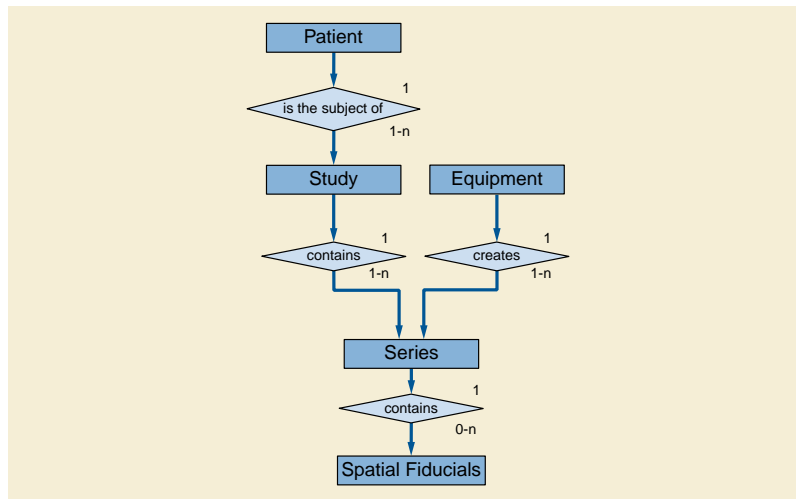 Patient
1
is the subject of
1-n
Study
Equipment
1
1
contains
creates
1-n
1-n
Series
1
contains
0-n
Spatial Fiducials